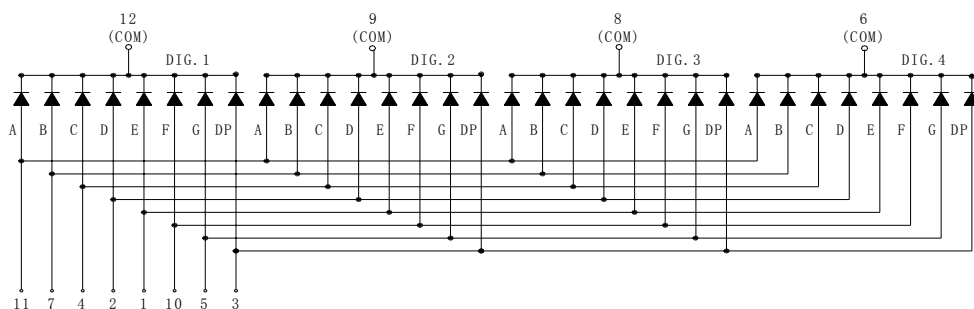 12 9 8 6
(COM) (COM) (COM) (COM)
DIG.1 DIG.2 DIG.3 DIG.4
A B C D E F G DP A B C D E F G DP A B C D E F G DP A B C D E F G DP
11 7 4 2 1 10 5 3